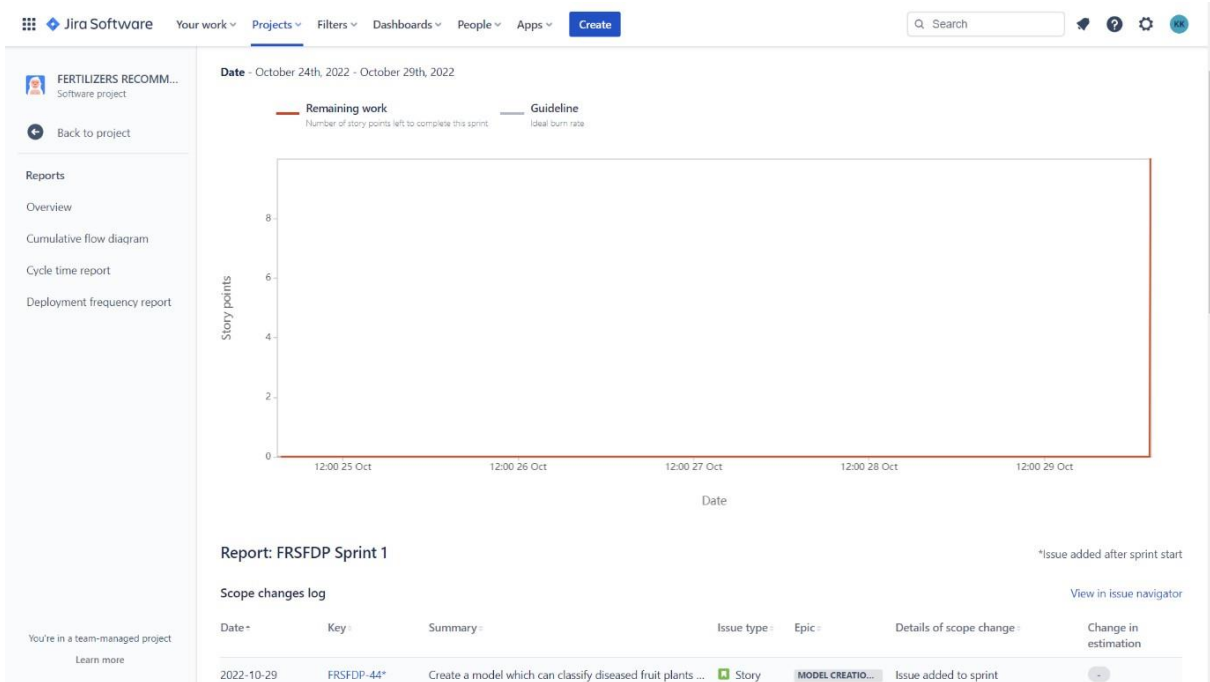 Jira Software Your work Projects Filters Dashboards People Apps Create Search KK
FERTILIZERS RECOMM...
Software project
Back to project
Reports
Overview
Cumulative flow diagram
Cycle time report
Deployment frequency report
You're in a team-managed project
Learn more
Date - October 24th, 2022 - October 29th, 2022
Remaining work
Number of story points left to complete this sprint
Guideline
Ideal burn rate
Story points
8
6
4
2
0
12:00 25 Oct 12:00 26 Oct 12:00 27 Oct 12:00 28 Oct 12:00 29 Oct
Date
Report: FRSFDP Sprint 1
*Issue added after sprint start
Scope changes log
View in issue navigator
Date Key Summary Issue type Epic Details of scope change Change in
estimation
2022-10-29 FRSFDP-44* Create a model which can classify diseased fruit plants ... Story MODEL CREATIO... Issue added to sprint -